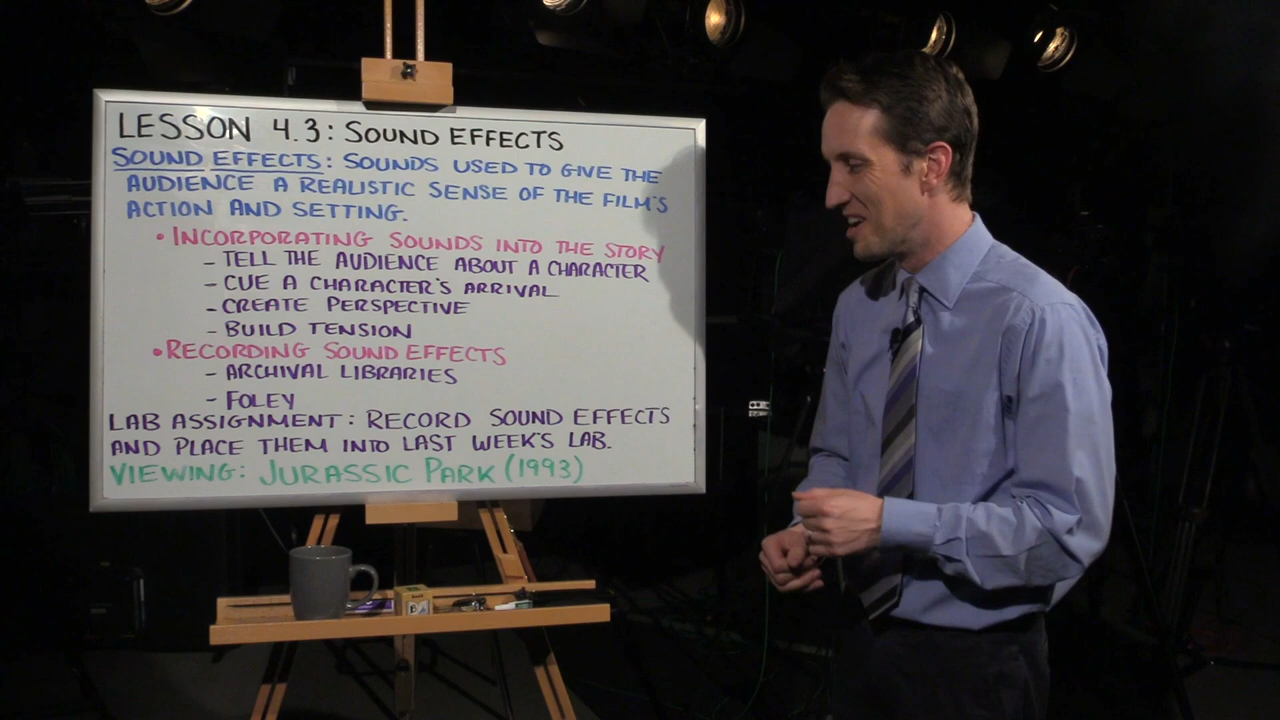 LESSON 4.3: SOUND EFFECTS
SOUND EFFECTS: SOUNDS USED TO GIVE THE
AUDIENCE A REALISTIC SENSE OF THE FILM'S
ACTION AND SETTING.
• INCORPORATING SOUNDS INTO THE STORY
- TELL THE AUDIENCE ABOUT A CHARACTER
- CUE A CHARACTER'S ARRIVAL
- CREATE PERSPECTIVE
- BUILD TENSION
• RECORDING SOUND EFFECTS
- ARCHIVAL LIBRARIES
- FOLEY
LAB ASSIGNMENT: RECORD SOUND EFFECTS
AND PLACE THEM INTO LAST WEEK'S LAB.
VIEWING: JURASSIC PARK (1993)
B